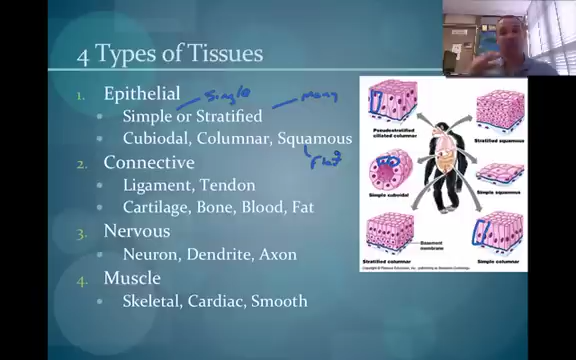 4 Types of Tissues
1. Epithelial
single
many
• Simple or Stratified
• Cubiodal, Columnar, Squamous
flat
2. Connective
• Ligament, Tendon
• Cartilage, Bone, Blood, Fat
3. Nervous
• Neuron, Dendrite, Axon
4. Muscle
• Skeletal, Cardiac, Smooth
Pseudostratified
ciliated columnar
Stratified squamous
Simple cuboidal
Simple squamous
Basement
membrane
Stratified columnar
Simple columnar